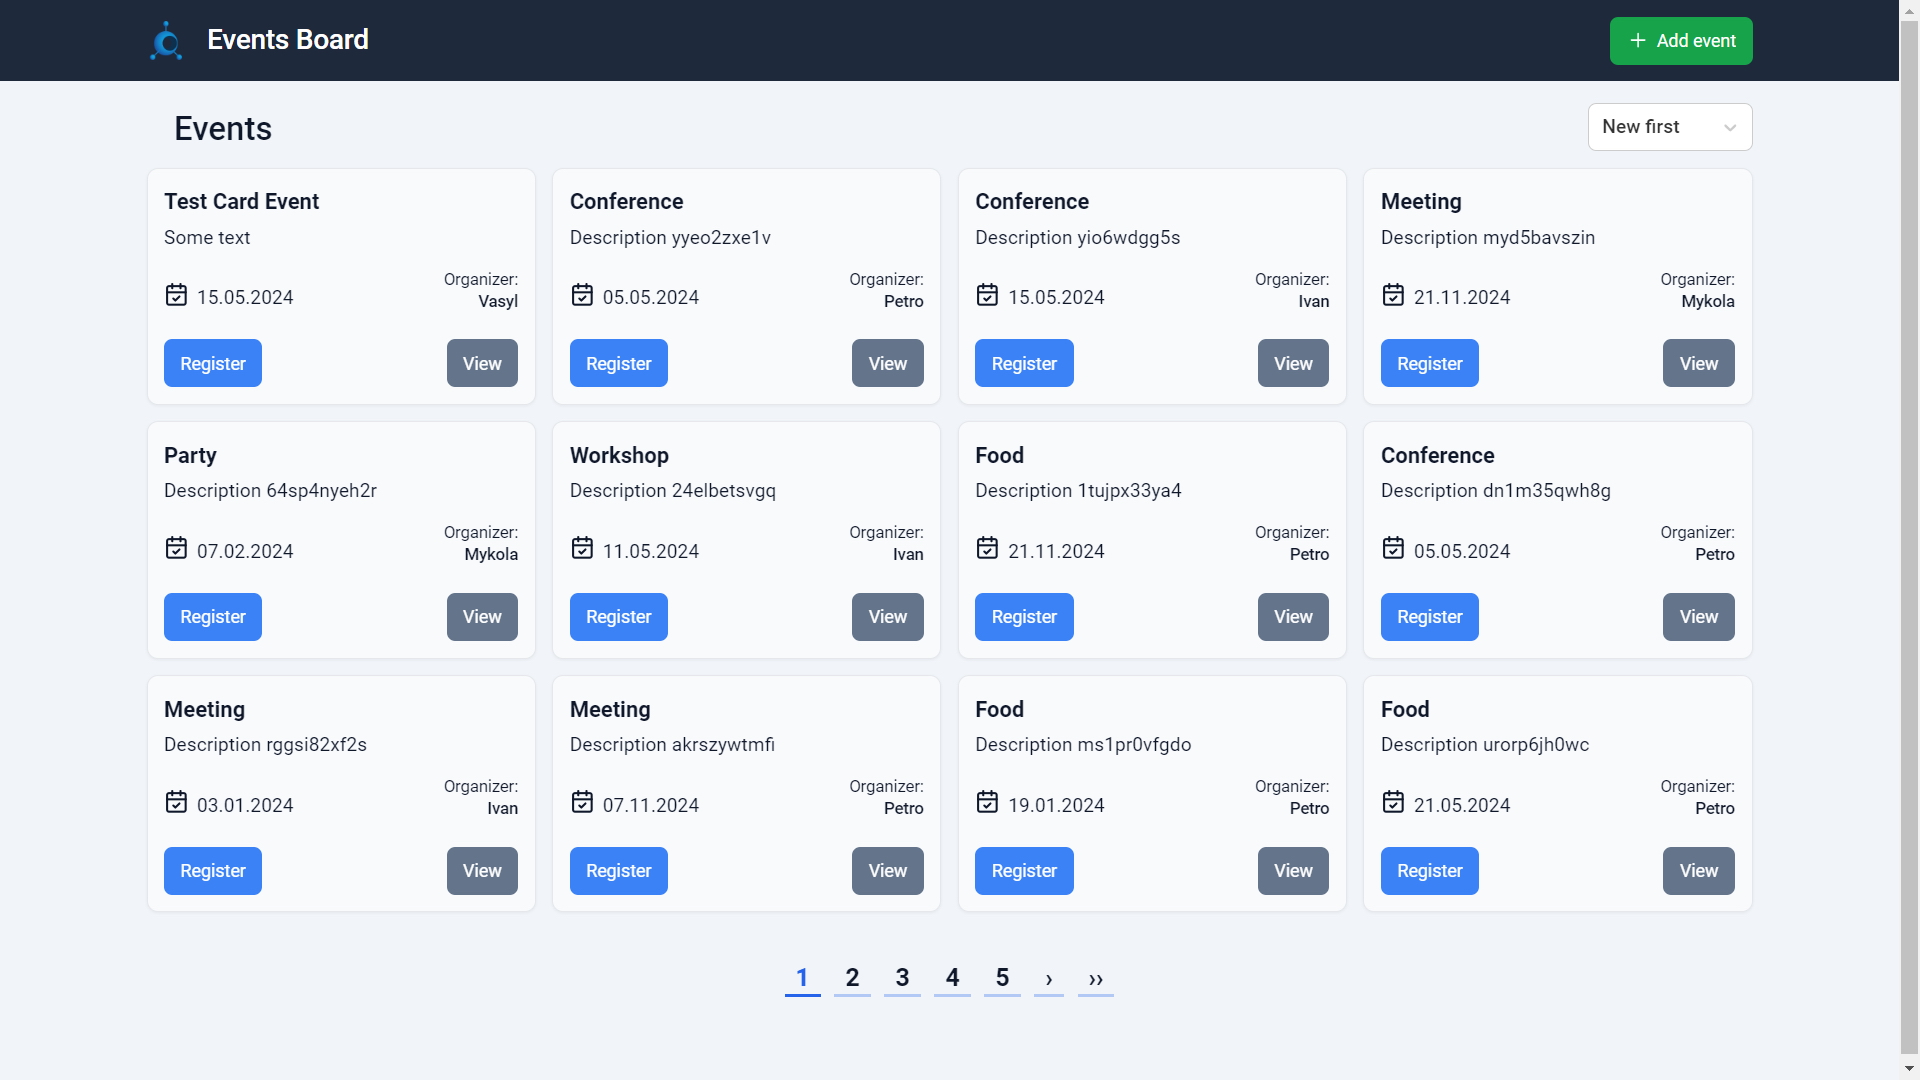 Events Board
+ Add event
Events
New first
Test Card Event
Some text
15.05.2024
Organizer:
Vasyl
Register
View
Conference
Description yyeo2zxe1v
05.05.2024
Organizer:
Petro
Register
View
Conference
Description yio6wdgg5s
15.05.2024
Organizer:
Ivan
Register
View
Meeting
Description myd5bavszin
21.11.2024
Organizer:
Mykola
Register
View
Party
Description 64sp4nyeh2r
07.02.2024
Organizer:
Mykola
Register
View
Workshop
Description 24elbetsvgq
11.05.2024
Organizer:
Ivan
Register
View
Food
Description 1tujpx33ya4
21.11.2024
Organizer:
Petro
Register
View
Conference
Description dn1m35qwh8g
05.05.2024
Organizer:
Petro
Register
View
Meeting
Description rggsi82xf2s
03.01.2024
Organizer:
Ivan
Register
View
Meeting
Description akrszywtmfi
07.11.2024
Organizer:
Petro
Register
View
Food
Description ms1pr0vfgdo
19.01.2024
Organizer:
Petro
Register
View
Food
Description urorp6jh0wc
21.05.2024
Organizer:
Petro
Register
View
1 2 3 4 5 › ››